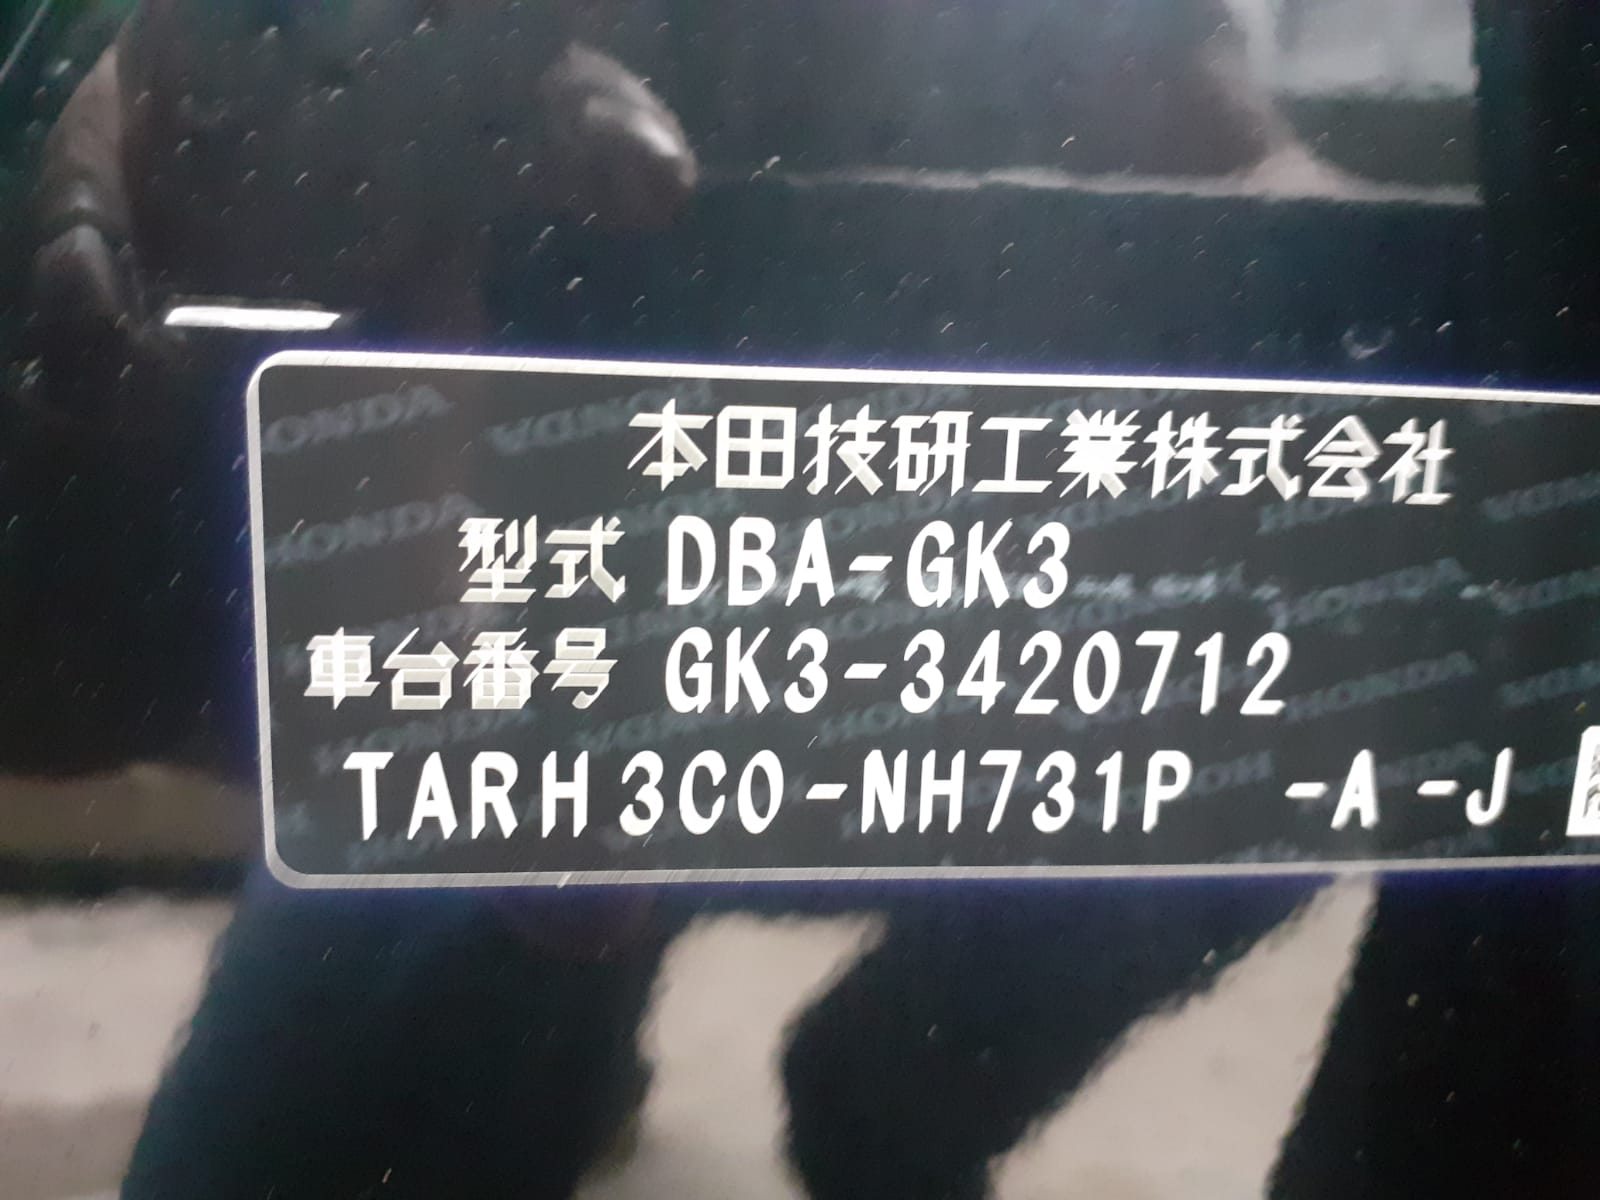 本田技研工業株式会社
型式 DBA-GK3
車台番号 GK3-3420712
TARH3C0-NH731P -A -J